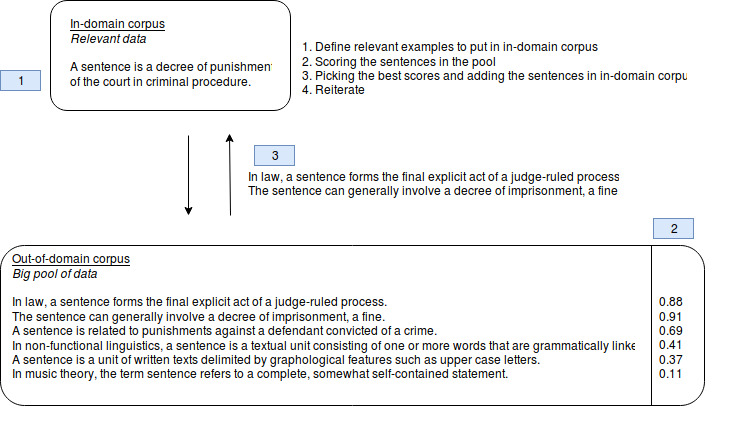 In-domain corpus
Relevant data
A sentence is a decree of punishment
of the court in criminal procedure.
1
1. Define relevant examples to put in in-domain corpus
2. Scoring the sentences in the pool
3. Picking the best scores and adding the sentences in in-domain corpu
4. Reiterate
3
In law, a sentence forms the final explicit act of a judge-ruled process
The sentence can generally involve a decree of imprisonment, a fine
2
Out-of-domain corpus
Big pool of data
In law, a sentence forms the final explicit act of a judge-ruled process. 0.88
The sentence can generally involve a decree of imprisonment, a fine. 0.91
A sentence is related to punishments against a defendant convicted of a crime. 0.69
In non-functional linguistics, a sentence is a textual unit consisting of one or more words that are grammatically linke 0.41
A sentence is a unit of written texts delimited by graphological features such as upper case letters. 0.37
In music theory, the term sentence refers to a complete, somewhat self-contained statement. 0.11